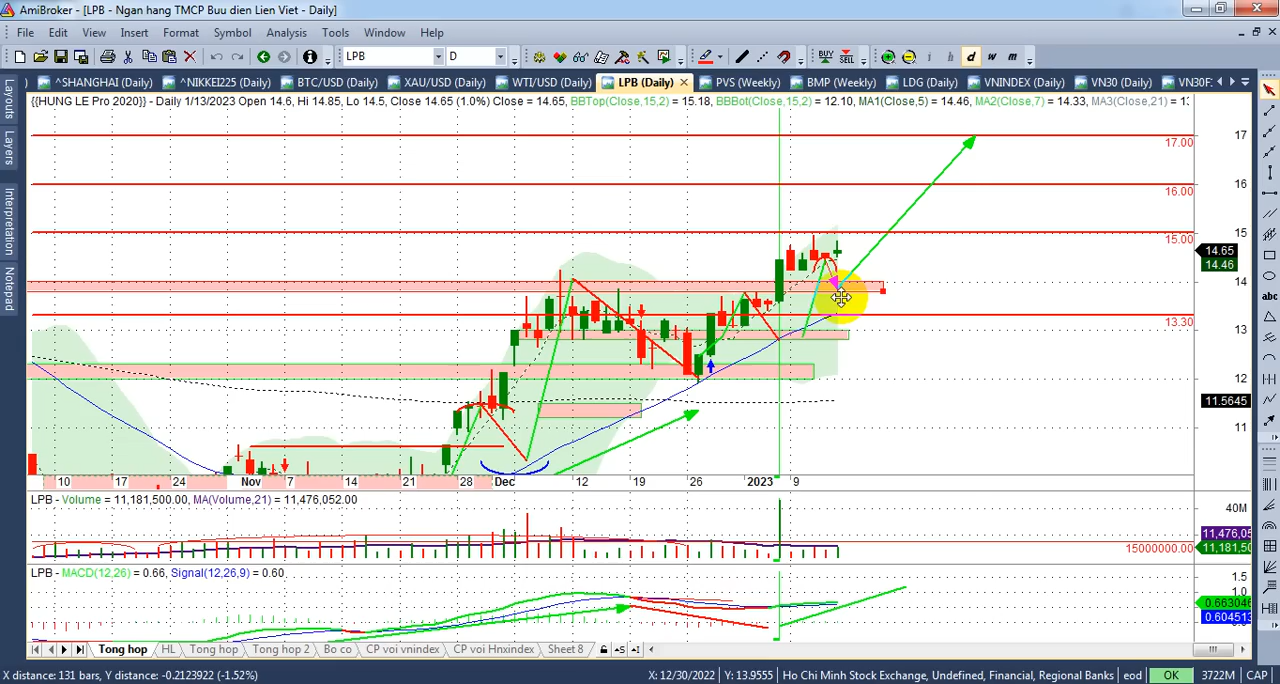 AmiBroker - [LPB - Ngan hang TMCP Buu dien Lien Viet - Daily]
File Edit View Insert Format Symbol Analysis Tools Window Help
LPB D BUY SELL i h d w m
^SHANGHAI (Daily) ^NIKKEI225 (Daily) BTC/USD (Daily) XAU/USD (Daily) WTI/USD (Daily) LPB (Daily) PVS (Weekly) BMP (Weekly) LDG (Daily) VNINDEX (Daily) VN30 (Daily) VN30F:
Layouts
Layers
Interpretation
Notepad
{{HUNG LE Pro 2020}} - Daily 1/13/2023 Open 14.6, Hi 14.85, Lo 14.5, Close 14.65 (1.0%) Close = 14.65, BBTop(Close,15,2) = 15.18, BBBot(Close,15,2) = 12.10, MA1(Close,5) = 14.46, MA2(Close,7) = 14.33, MA3(Close,21) =
17
17.00
16
16.00
15
15.00
14.65
14.46
14
13.30
13
12
11.5645
11
10 17 24 Nov 7 14 21 28 Dec 12 19 26 2023 9
LPB - Volume = 11,181,500.00, MA(Volume,21) = 11,476,052.00
40M
11,476,05
15000000.00
11,181,50
LPB - MACD(12,26) = 0.66, Signal(12,26,9) = 0.60
1.5
1.0
0.663046
0.604513
Tong hop HL Tong hop Tong hop 2 Bo co CP voi vnindex CP voi Hnxindex Sheet 8
X distance: 131 bars, Y distance: -0.2123922 (-1.52%) X: 12/30/2022 Y: 13.9555 Ho Chi Minh Stock Exchange, Undefined, Financial, Regional Banks eod OK 3722M CAP
abc